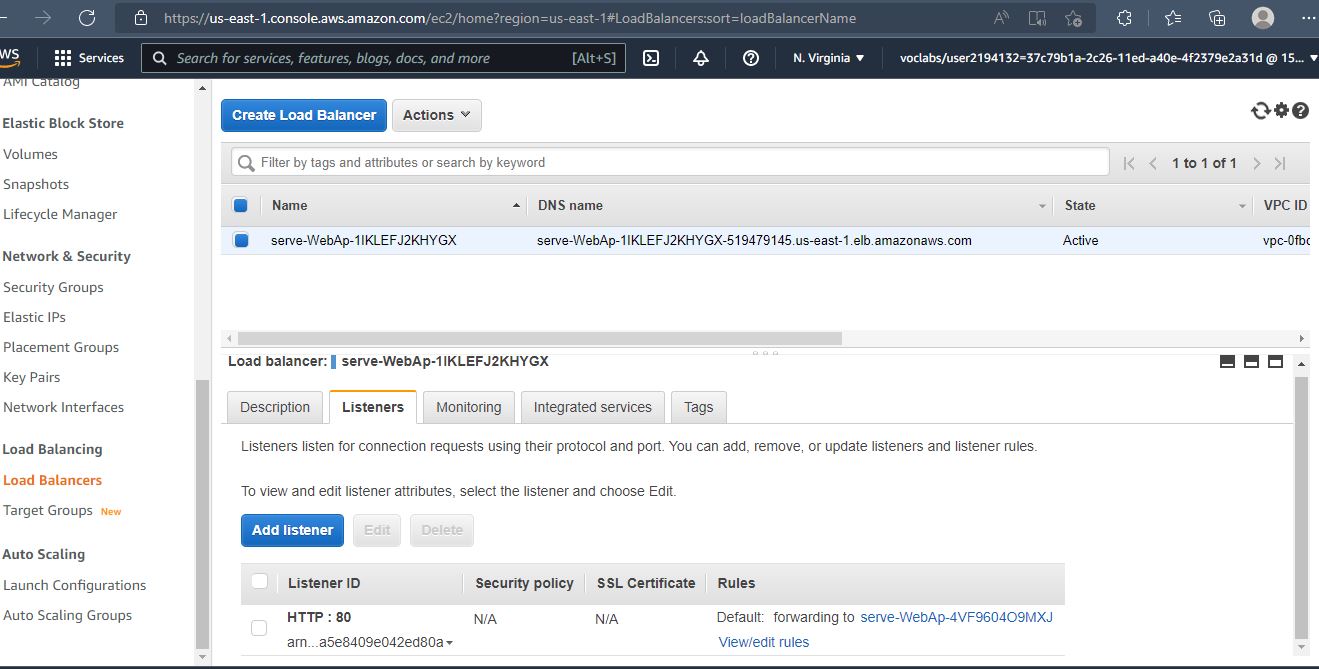 https://us-east-1.console.aws.amazon.com/ec2/home?region=us-east-1#LoadBalancers:sort=loadBalancerName
Services
Search for services, features, blogs, docs, and more [Alt+S]
N. Virginia ▼
voclabs/user2194132=37c79b1a-2c26-11ed-a40e-4f2379e2a31d @ 15... ▼
AMI Catalog
Elastic Block Store
Volumes
Snapshots
Lifecycle Manager
Network & Security
Security Groups
Elastic IPs
Placement Groups
Key Pairs
Network Interfaces
Load Balancing
Load Balancers
Target Groups New
Auto Scaling
Launch Configurations
Auto Scaling Groups
Create Load Balancer Actions
Filter by tags and attributes or search by keyword
1 to 1 of 1
Name DNS name State VPC ID
serve-WebAp-1IKLEFJ2KHYGX serve-WebAp-1IKLEFJ2KHYGX-519479145.us-east-1.elb.amazonaws.com Active
Load balancer: serve-WebAp-1IKLEFJ2KHYGX
Description Listeners Monitoring Integrated services Tags
Listeners listen for connection requests using their protocol and port. You can add, remove, or update listeners and listener rules.
To view and edit listener attributes, select the listener and choose Edit.
Add listener Edit Delete
Listener ID Security policy SSL Certificate Rules
HTTP : 80 N/A N/A Default: forwarding to serve-WebAp-4VF9604O9MXJ
arn...a5e8409e042ed80a View/edit rules